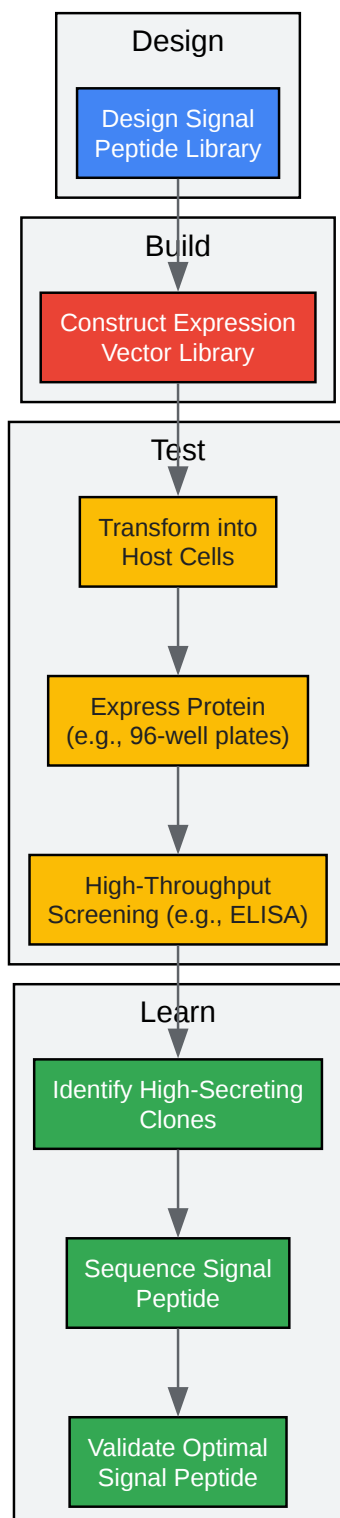 Design
Design Signal
Peptide Library
Build
Construct Expression
Vector Library
Test
Transform into
Host Cells
Express Protein
(e.g., 96-well plates)
High-Throughput
Screening (e.g., ELISA)
Learn
Identify High-Secreting
Clones
Sequence Signal
Peptide
Validate Optimal
Signal Peptide